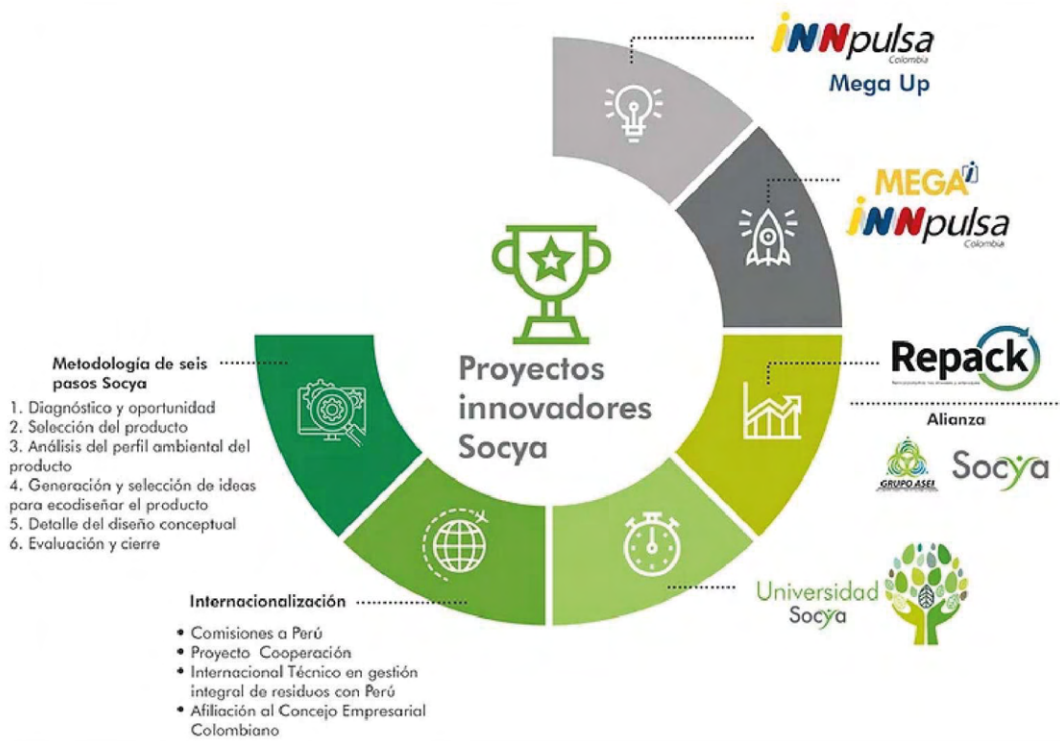 iNNpulsa
Colombia
Mega Up
MEGA i
iNNpulsa
Colombia
Proyectos
innovadores
Socya
Repack
Alianza
GRUPO ASEI
Socya
Universidad
Socya
Metodología de seis
pasos Socya
1. Diagnóstico y oportunidad
2. Selección del producto
3. Análisis del perfil ambiental del
producto
4. Generación y selección de ideas
para ecodiseñar el producto
5. Detalle del diseño conceptual
6. Evaluación y cierre
Internacionalización
• Comisiones a Perú
• Proyecto Cooperación
• Internacional Técnico en gestión
integral de residuos con Perú
• Afiliación al Concejo Empresarial
Colombiano